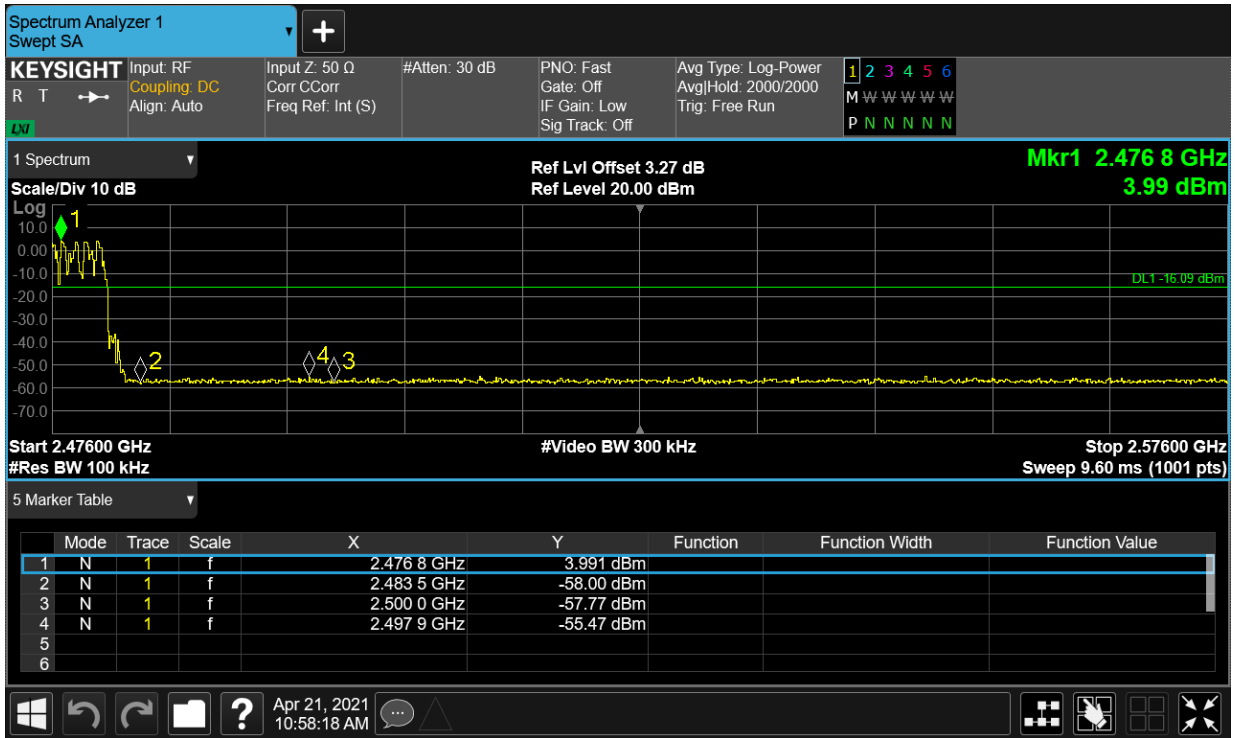 Spectrum Analyzer 1
Swept SA
▼
+
KEYSIGHT
R T
LXI
Input: RF
Coupling: DC
Align: Auto
Input Z: 50 Ω
Corr CCorr
Freq Ref: Int (S)
#Atten: 30 dB
PNO: Fast
Gate: Off
IF Gain: Low
Sig Track: Off
Avg Type: Log-Power
Avg|Hold: 2000/2000
Trig: Free Run
1 2 3 4 5 6
M W W W W W
P N N N N N
1 Spectrum ▼
Scale/Div 10 dB
Ref Lvl Offset 3.27 dB
Ref Level 20.00 dBm
Mkr1 2.476 8 GHz
3.99 dBm
Log
10.0
0.00
-10.0
-20.0
-30.0
-40.0
-50.0
-60.0
-70.0
1
2
4
3
DL1 -16.09 dBm
Start 2.47600 GHz #Video BW 300 kHz Stop 2.57600 GHz
#Res BW 100 kHz Sweep 9.60 ms (1001 pts)
5 Marker Table ▼
Mode Trace Scale X Y Function Function Width Function Value
1 N 1 f 2.476 8 GHz 3.991 dBm
2 N 1 f 2.483 5 GHz -58.00 dBm
3 N 1 f 2.500 0 GHz -57.77 dBm
4 N 1 f 2.497 9 GHz -55.47 dBm
5
6
?
Apr 21, 2021
10:58:18 AM